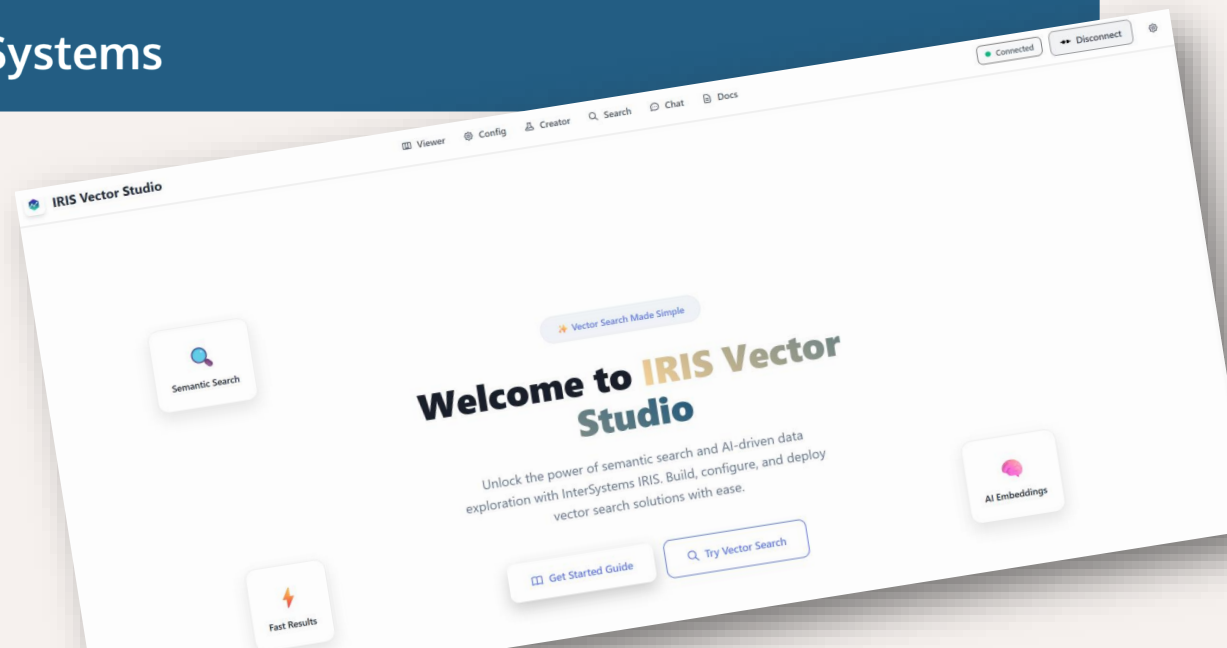 Systems
Connected
Disconnect
Viewer
Config
Creator
Search
Chat
Docs
IRIS Vector Studio
Vector Search Made Simple
Semantic Search
Welcome to IRIS Vector
Studio
Unlock the power of semantic search and AI-driven data
exploration with InterSystems IRIS. Build, configure, and deploy
vector search solutions with ease.
AI Embeddings
Get Started Guide
Try Vector Search
Fast Results